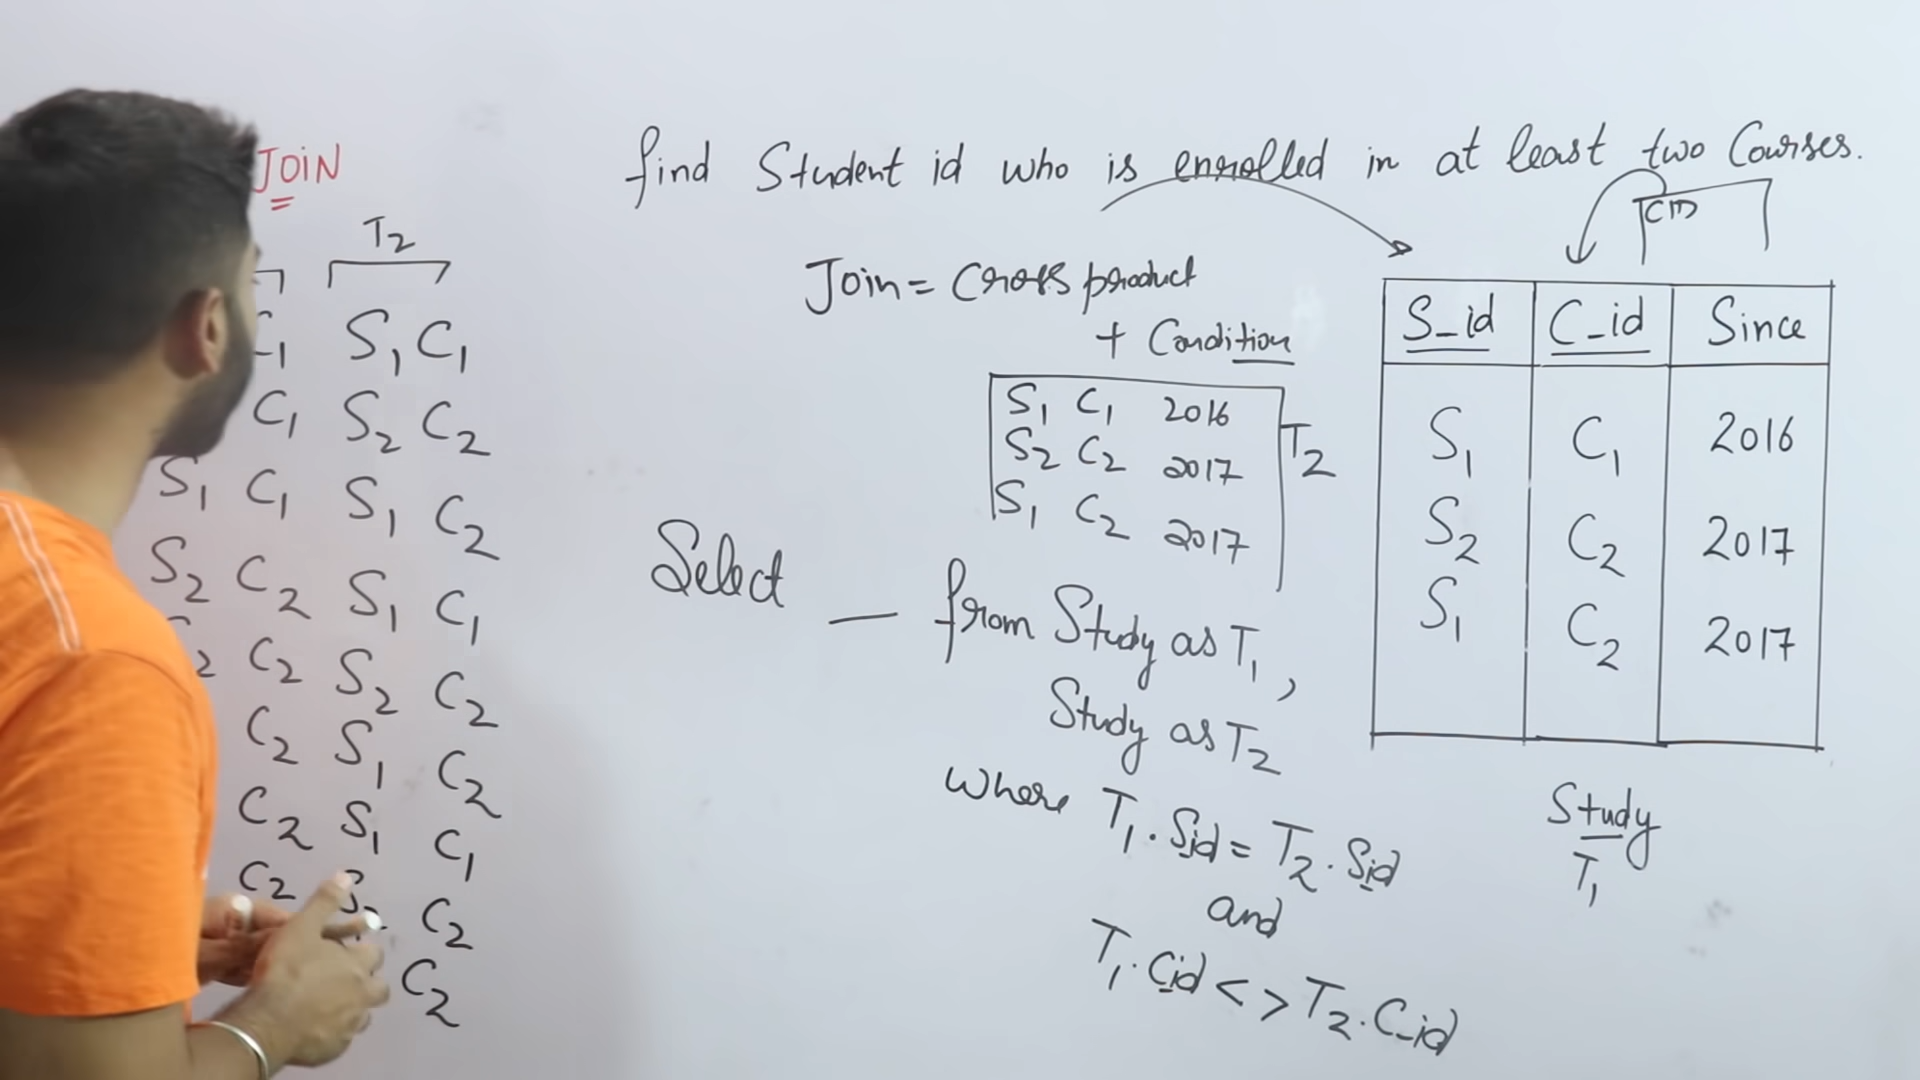 JOIN
T2
C1 S1 C1
C1 S2 C2
S1 C1 S1 C2
S2 C2 S1 C1
2 C2 S2 C2
C2 S1 C2
C2 S1 C1
C2 C2
C2
find Student id who is enrolled in at least two Courses.
Join = Cross product
+ Condition
S1 C1 2016
S2 C2 2017
S1 C2 2017
T2
Select — from Study as T1,
Study as T2
where T1.Sid = T2.Sid
and
T1.Cid <> T2.C_id
S_id C_id Since
S1 C1 2016
S2 C2 2017
S1 C2 2017
Study
T1